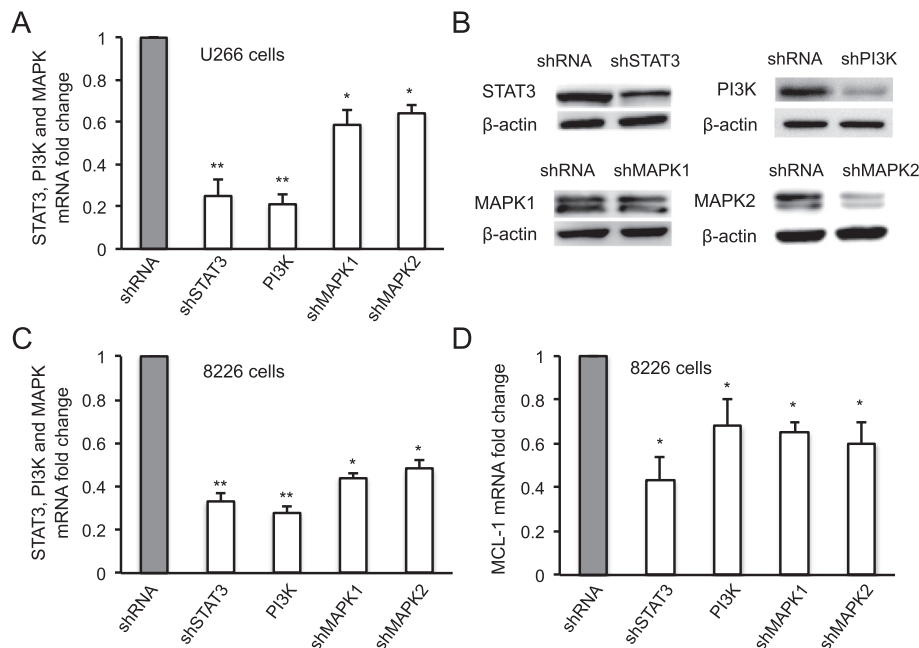 A
STAT3, PI3K and MAPK
mRNA fold change
U266 cells
1
0.8
0.6
0.4
0.2
0
**
**
*
*
shRNA
shSTAT3
PI3K
shMAPK1
shMAPK2
B
shRNA shSTAT3
STAT3
β-actin
shRNA shPI3K
PI3K
β-actin
shRNA shMAPK1
MAPK1
β-actin
shRNA shMAPK2
MAPK2
β-actin
C
STAT3, PI3K and MAPK
mRNA fold change
8226 cells
1
0.8
0.6
0.4
0.2
0
**
**
*
*
shRNA
shSTAT3
PI3K
shMAPK1
shMAPK2
D
MCL-1 mRNA fold change
8226 cells
1
0.8
0.6
0.4
0.2
0
*
*
*
*
shRNA
shSTAT3
PI3K
shMAPK1
shMAPK2